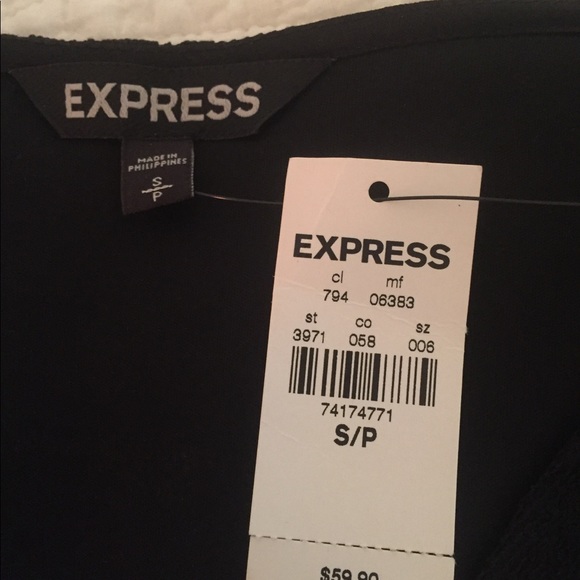 EXPRESS
MADE IN
PHILIPPINES
S
P
EXPRESS
cl mf
794 06383
st co sz
3971 058 006
74174771
S/P
$59.90